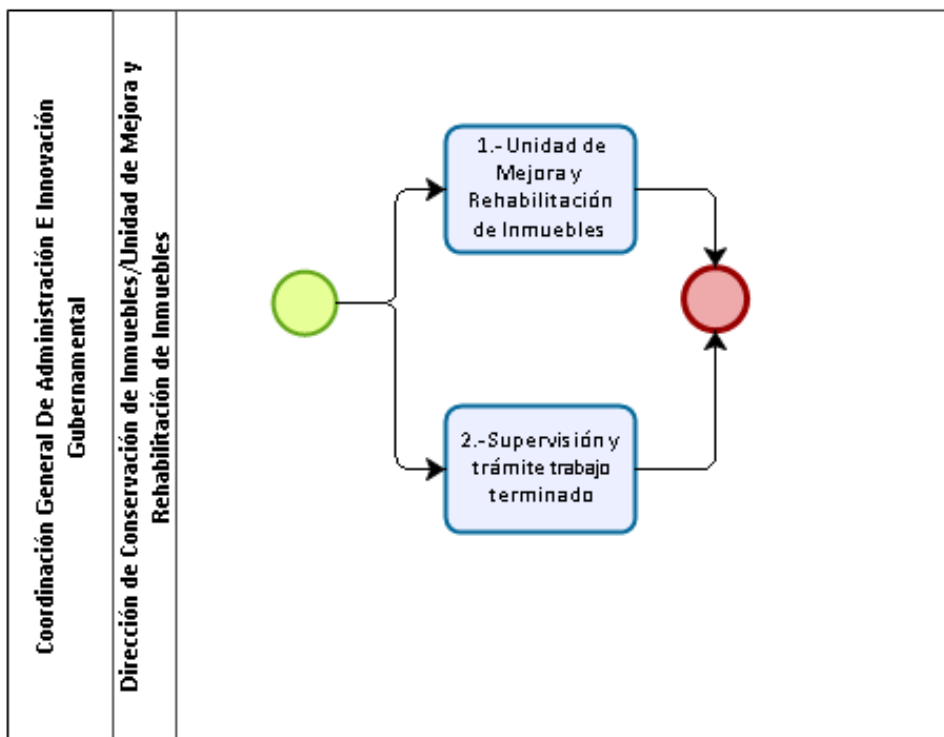 Coordinación General De Administración E Innovación
Gubernamental
Dirección de Conservación de Inmuebles/Unidad de Mejora y
Rehabilitación de Inmuebles
1.- Unidad de
Mejora y
Rehabilitación
de Inmuebles
2.-Supervisión y
trámite trabajo
terminado